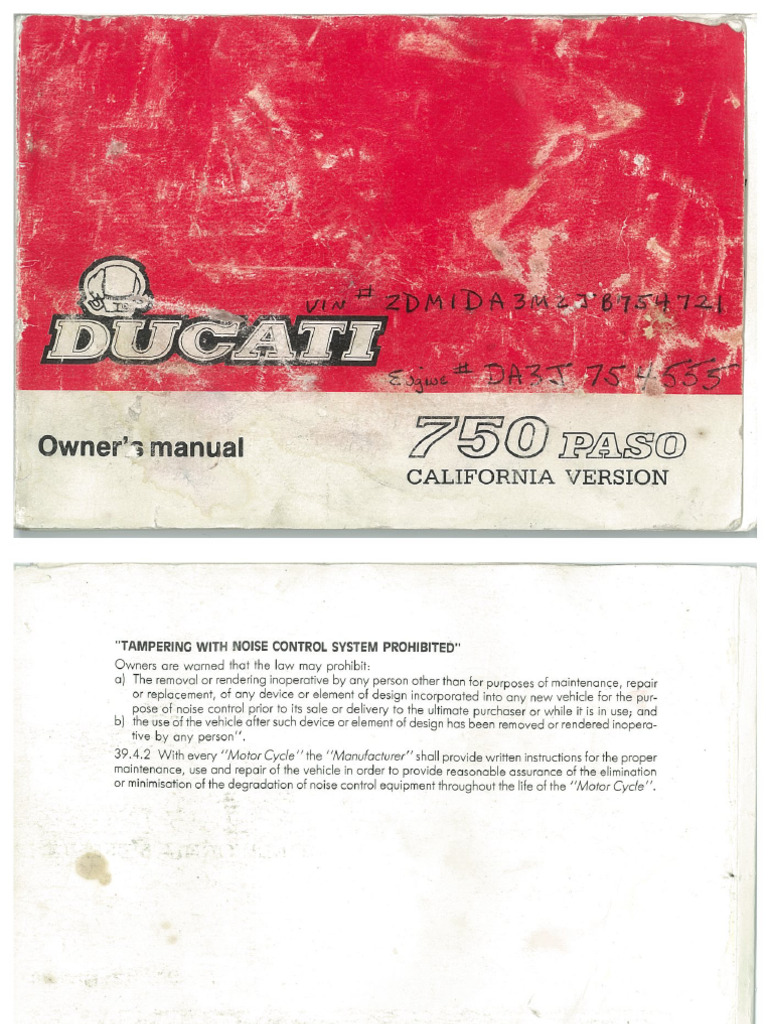 VIN # ZDM1DA3M2JB754721
DUCATI
Engine # DA3J 754555
Owner's manual
750 PASO
CALIFORNIA VERSION
"TAMPERING WITH NOISE CONTROL SYSTEM PROHIBITED"
Owners are warned that the law may prohibit:
a) The removal or rendering inoperative by any person other than for purposes of maintenance, repair
or replacement, of any device or element of design incorporated into any new vehicle for the pur-
pose of noise control prior to its sale or delivery to the ultimate purchaser or while it is in use; and
b) the use of the vehicle after such device or element of design has been removed or rendered inopera-
tive by any person".
39.4.2 With every "Motor Cycle" the "Manufacturer" shall provide written instructions for the proper
maintenance, use and repair of the vehicle in order to provide reasonable assurance of the elimination
or minimisation of the degradation of noise control equipment throughout the life of the "Motor Cycle".